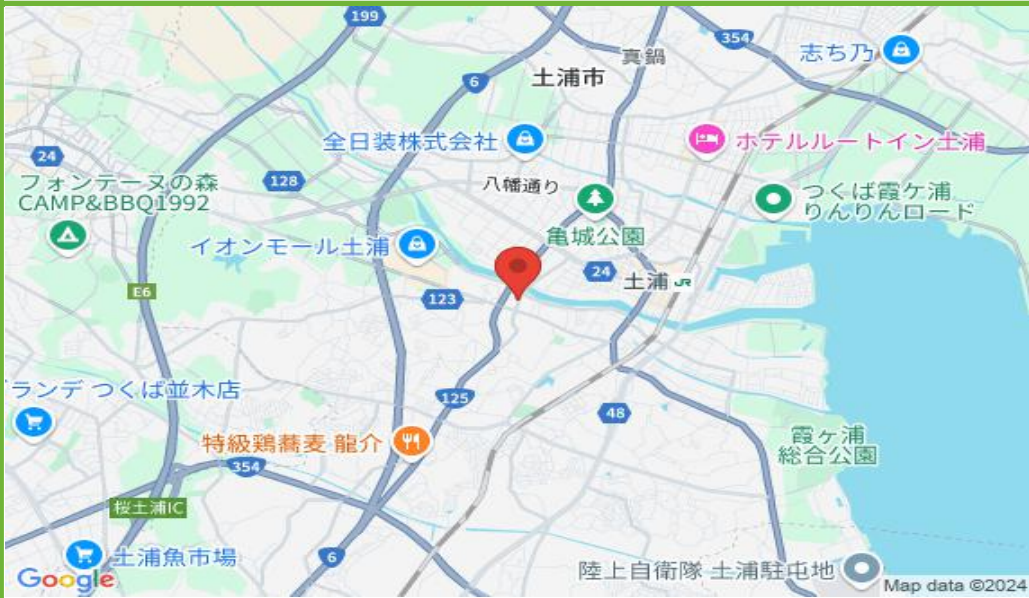 199
354
真鍋
志ち乃
6
土浦市
全日装株式会社
ホテルルートイン土浦
24
フォンテーヌの森
CAMP&BBQ1992
128
八幡通り
つくば霞ケ浦
りんりんロード
イオンモール土浦
亀城公園
24
土浦 JR
E6
123
ランデ つくば並木店
125
48
特級鶏蕎麦 龍介
霞ヶ浦
総合公園
354
桜土浦IC
土浦魚市場
6
陸上自衛隊 土浦駐屯地
Google
Map data ©2024